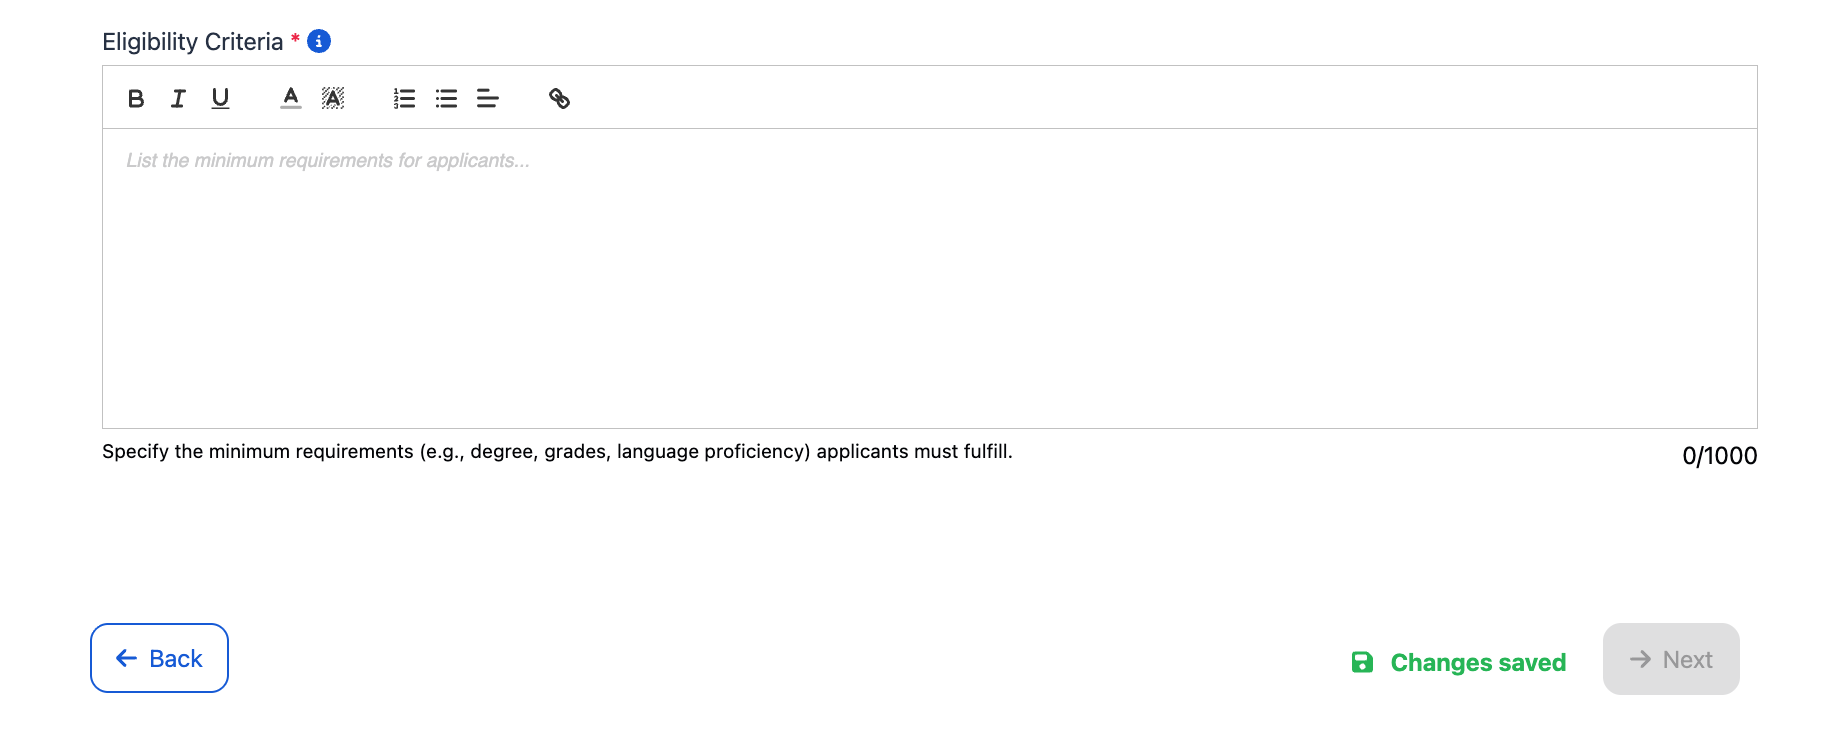 Eligibility Criteria *
B I U A A
List the minimum requirements for applicants...
Specify the minimum requirements (e.g., degree, grades, language proficiency) applicants must fulfill.
0/1000
Back
Changes saved
Next